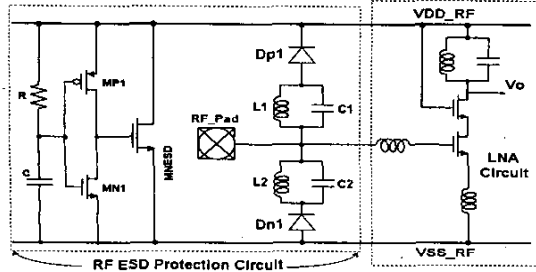 VDD_RF
Dp1
MP1
R
L1
C1
Vo
RF_Pad
MNESD
LNA
Circuit
C
MN1
L2
C2
Dn1
VSS_RF
RF ESD Protection Circuit